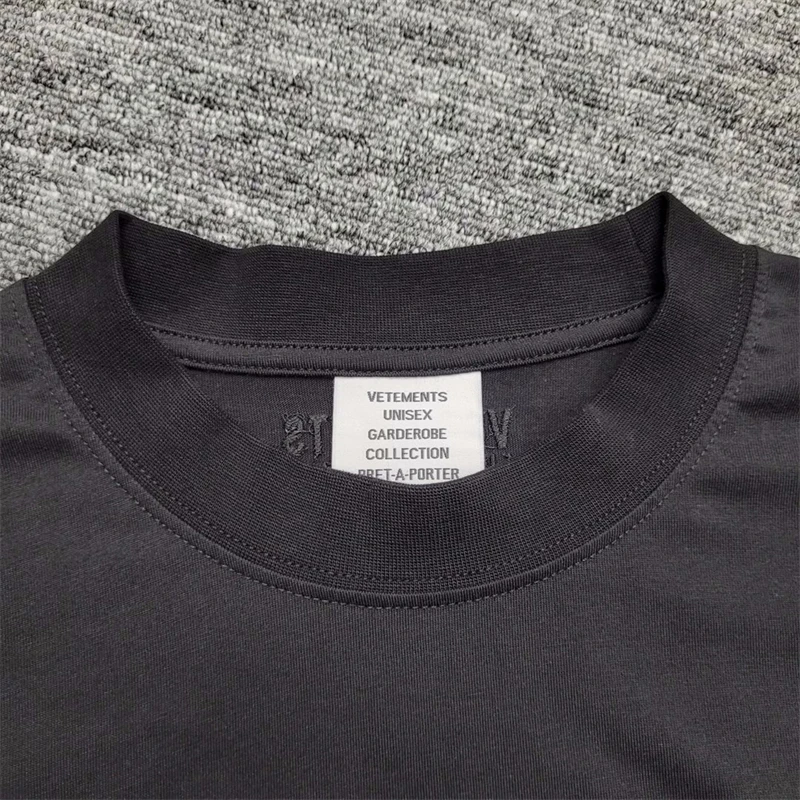 VETEMENTS
UNISEX
GARDEROBE
COLLECTION
PRET-A-PORTER